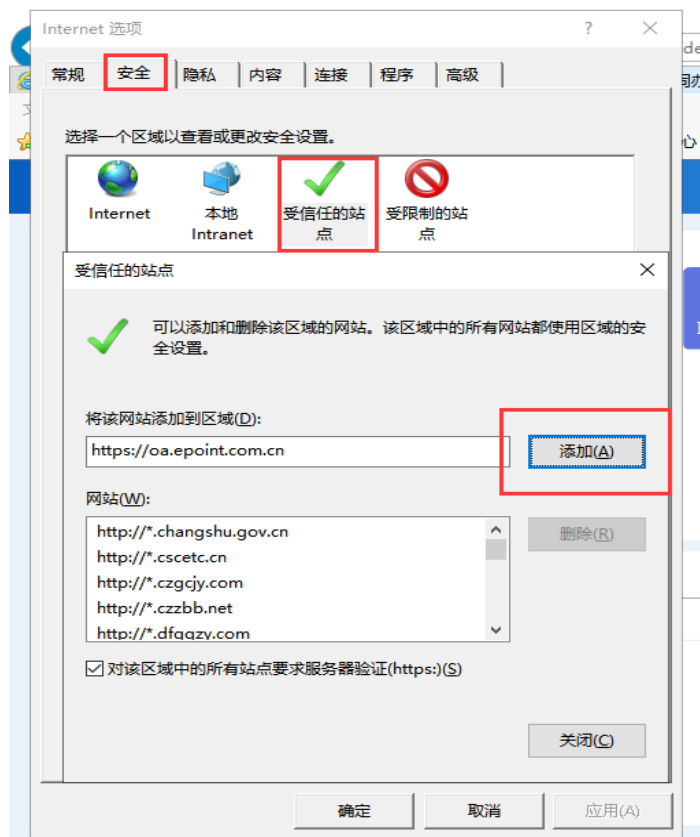 Internet 选项
常规 安全 隐私 内容 连接 程序 高级
选择一个区域以查看或更改安全设置。
Internet
本地
Intranet
受信任的站
点
受限制的站
点
受信任的站点
可以添加和删除该区域的网站。该区域中的所有网站都使用区域的安
全设置。
将该网站添加到区域(D):
https://oa.epoint.com.cn
添加(A)
网站(W):
http://*.changshu.gov.cn
http://*.cscetc.cn
http://*.czgcjy.com
http://*.czzbb.net
http://*.dfggzy.com
删除(R)
对该区域中的所有站点要求服务器验证(https:)(S)
关闭(C)
确定 取消 应用(A)